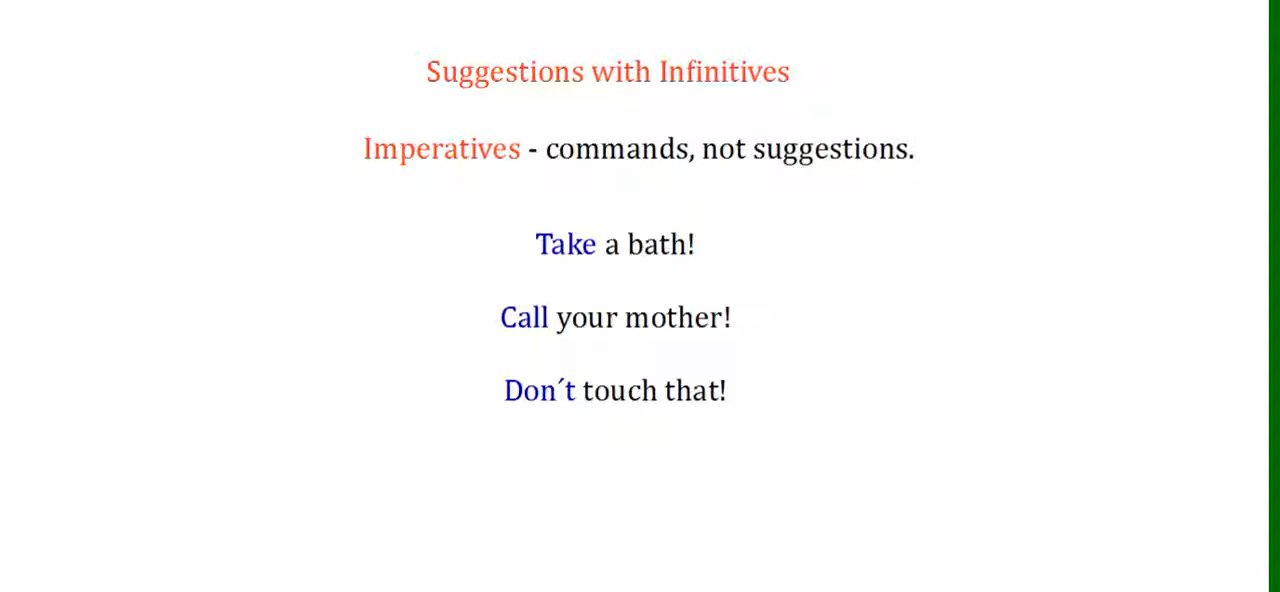 Suggestions with Infinitives
Imperatives - commands, not suggestions.
Take a bath!
Call your mother!
Don´t touch that!